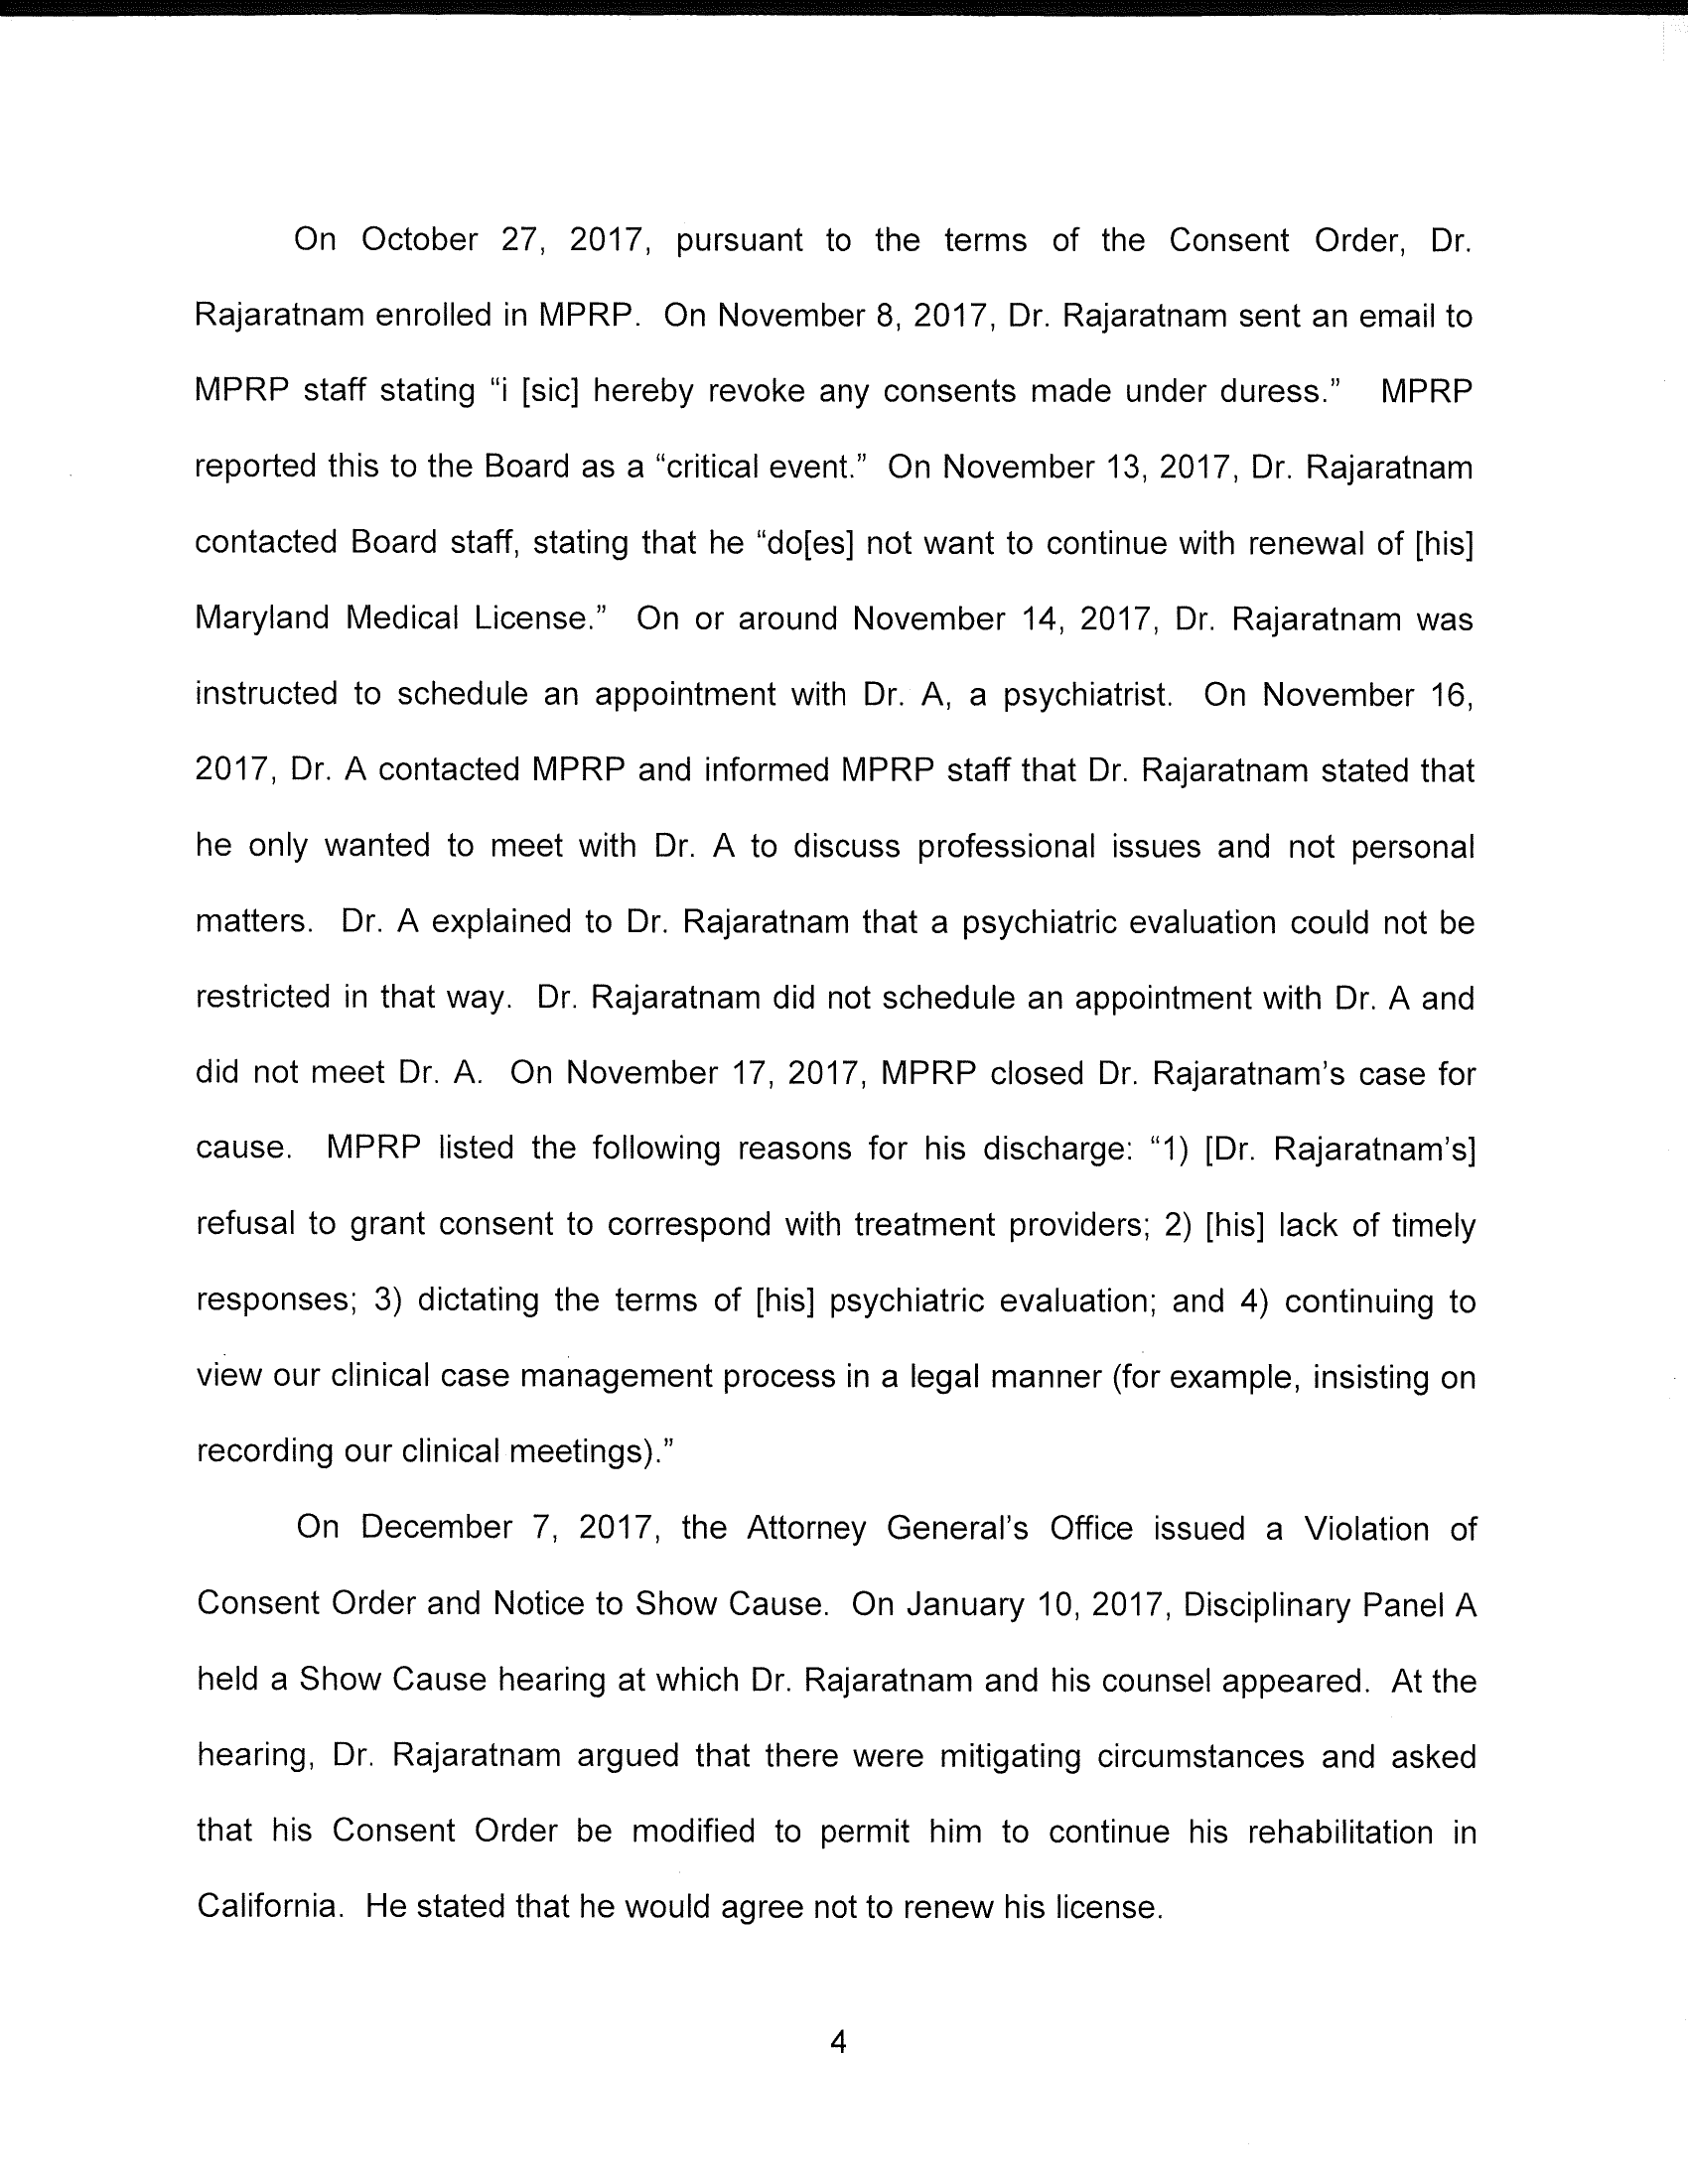 On October 27, 2017, pursuant to the terms of the Consent Order, Dr.
Rajaratnam enrolled in MPRP. On November 8, 2017, Dr. Rajaratnam sent an email to
MPRP staff stating “i [sic] hereby revoke any consents made under duress.” MPRP
reported this to the Board as a “critical event.” On November 13, 2017, Dr. Rajaratnam
contacted Board staff, stating that he “do[es] not want to continue with renewal of [his]
Maryland Medical License.” On or around November 14, 2017, Dr. Rajaratnam was
instructed to schedule an appointment with Dr. A, a psychiatrist. On November 16,
2017, Dr. A contacted MPRP and informed MPRP staff that Dr. Rajaratnam stated that
he only wanted to meet with Dr. A to discuss professional issues and not personal
matters. Dr. A explained to Dr. Rajaratnam that a psychiatric evaluation could not be
restricted in that way. Dr. Rajaratnam did not schedule an appointment with Dr. A and
did not meet Dr. A. On November 17, 2017, MPRP closed Dr. Rajaratnam’s case for
cause. MPRP listed the following reasons for his discharge: “1) [Dr. Rajaratnam’s]
refusal to grant consent to correspond with treatment providers; 2) [his] lack of timely
responses; 3) dictating the terms of [his] psychiatric evaluation; and 4) continuing to
view our clinical case management process in a legal manner (for example, insisting on
recording our clinical meetings).”
On December 7, 2017, the Attorney General’s Office issued a Violation of
Consent Order and Notice to Show Cause. On January 10, 2017, Disciplinary Panel A
held a Show Cause hearing at which Dr. Rajaratnam and his counsel appeared. At the
hearing, Dr. Rajaratnam argued that there were mitigating circumstances and asked
that his Consent Order be modified to permit him to continue his rehabilitation in
California. He stated that he would agree not to renew his license.
4